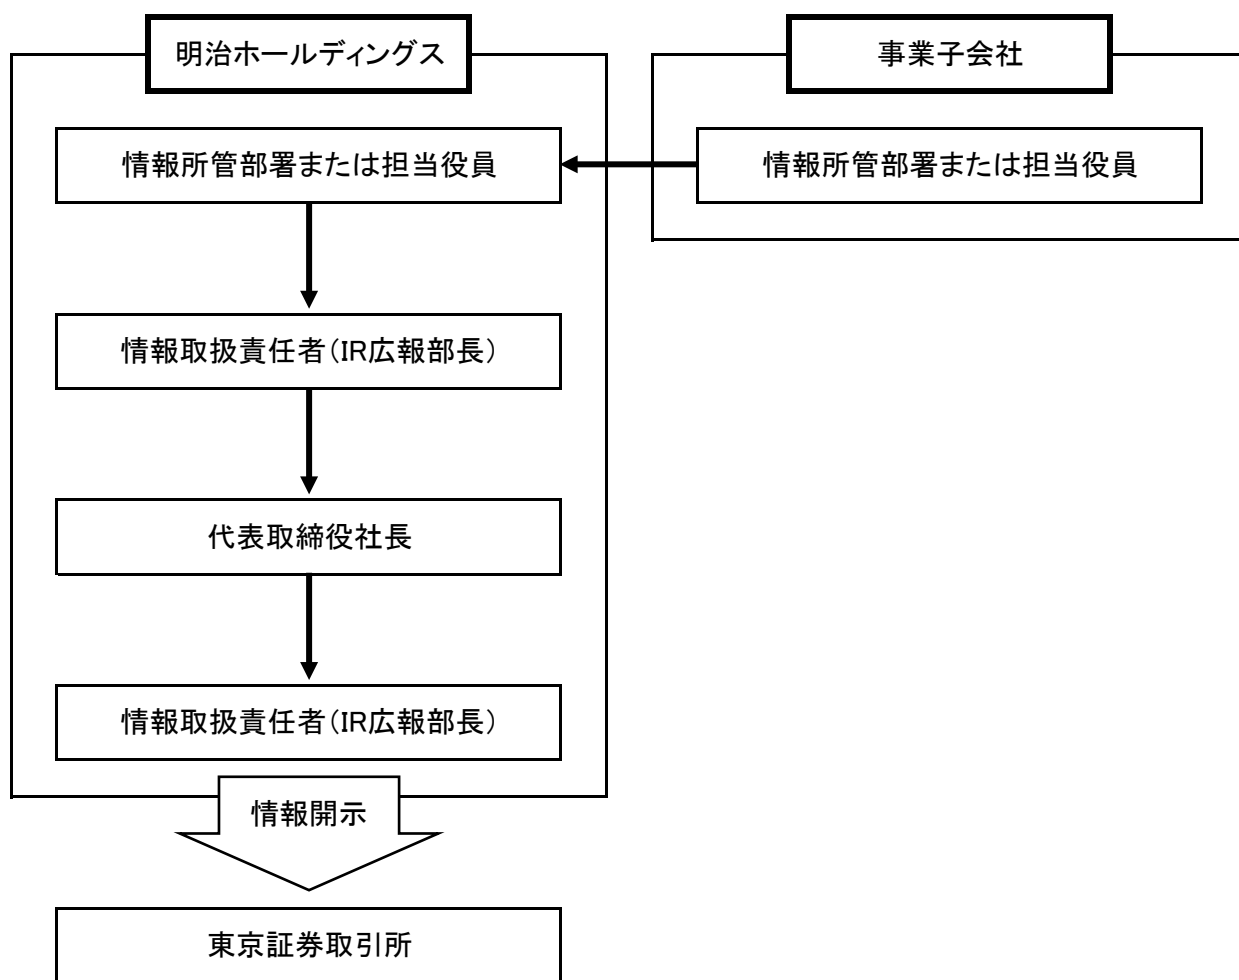 明治ホールディングス
事業子会社
情報所管部署または担当役員
情報所管部署または担当役員
情報取扱責任者(IR広報部長)
代表取締役社長
情報取扱責任者(IR広報部長)
情報開示
東京証券取引所